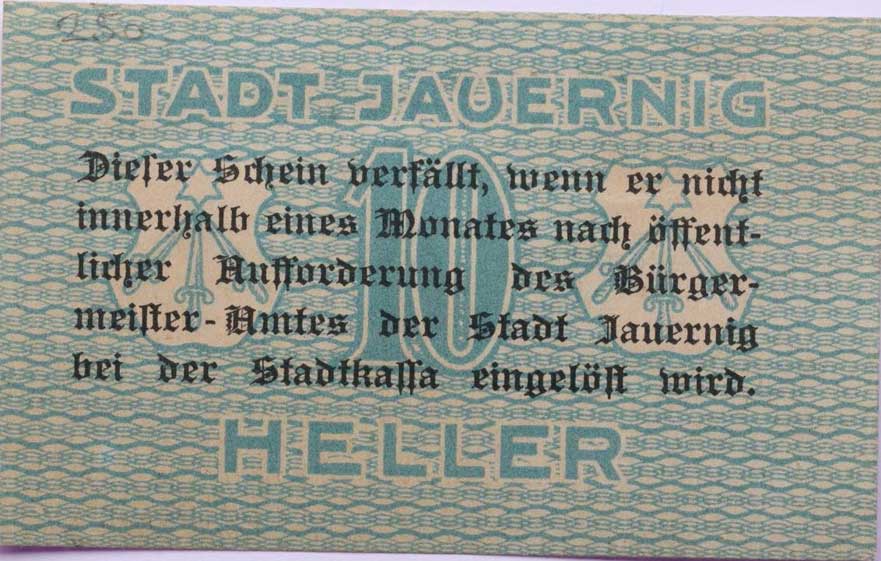 250
STADT JAUERNIG
10
Dieser Schein verfällt, wenn er nicht
innerhalb eines Monates nach öffent-
licher Aufforderung des Bürger-
meister-Amtes der Stadt Jauernig
bei der Stadtkassa eingelöst wird.
HELLER